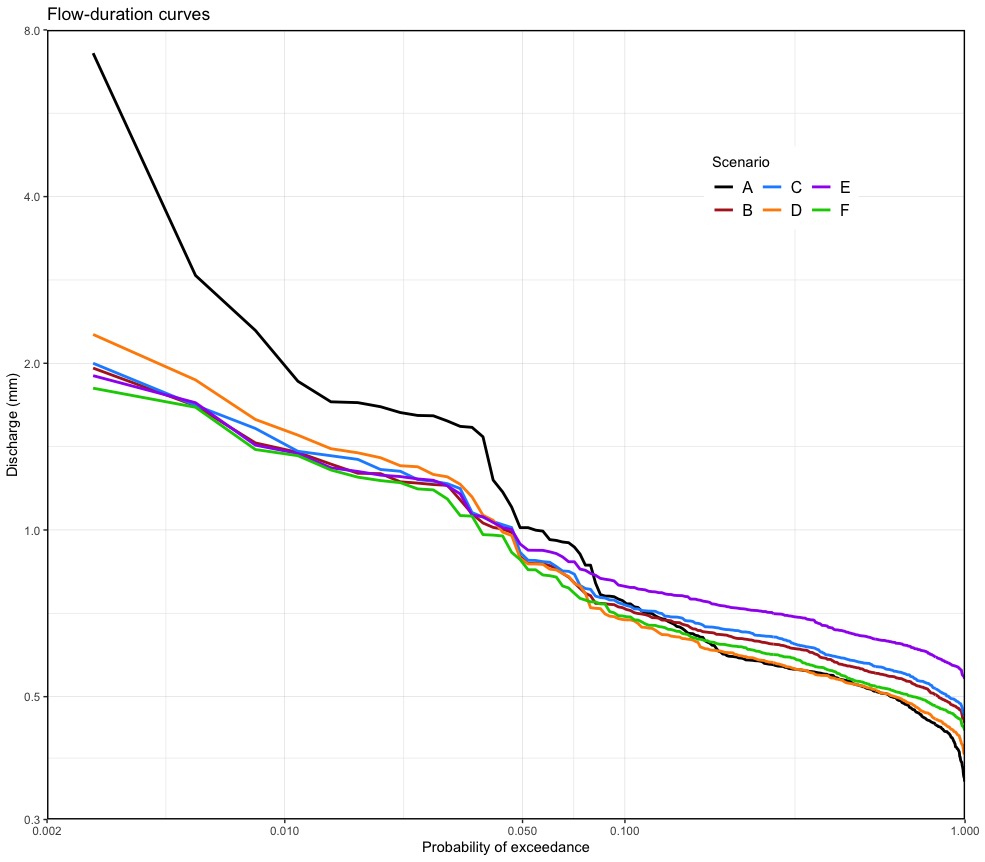 Flow-duration curves
8.0
4.0
2.0
1.0
0.5
0.3
Discharge (mm)
Scenario
A C E
B D F
0.002 0.010 0.050 0.100 1.000
Probability of exceedance